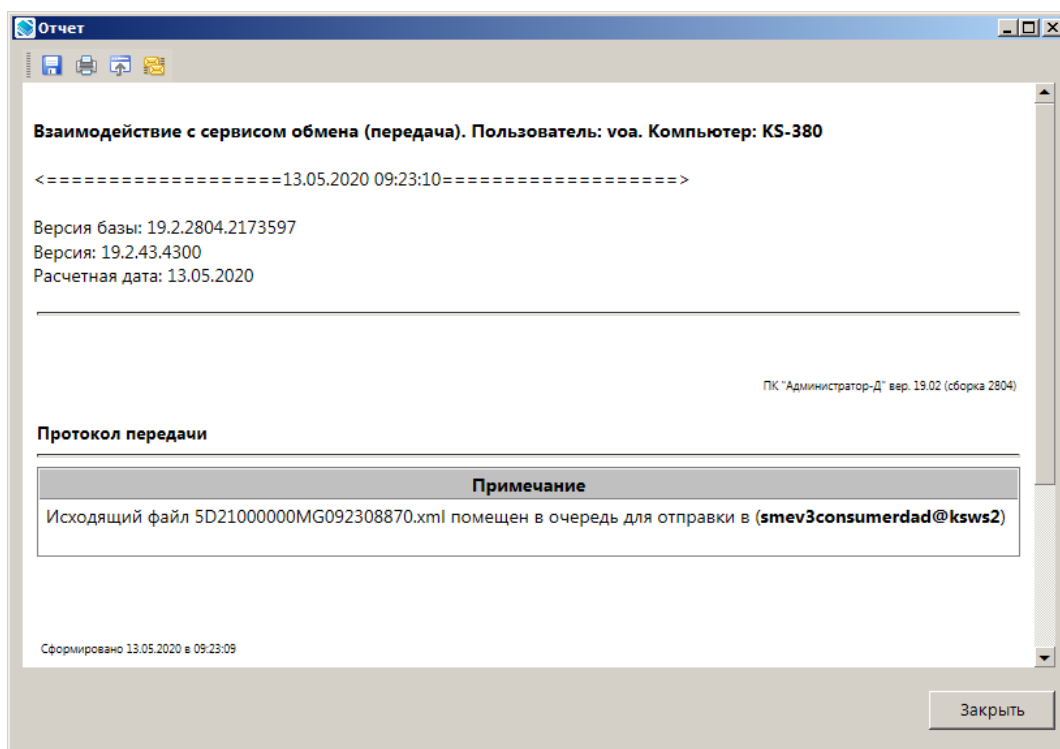 Отчет
Взаимодействие с сервисом обмена (передача). Пользователь: voa. Компьютер: KS-380
<===================13.05.2020 09:23:10===================>
Версия базы: 19.2.2804.2173597
Версия: 19.2.43.4300
Расчетная дата: 13.05.2020
ПК "Администратор-Д" вер. 19.02 (сборка 2804)
Протокол передачи
Примечание
Исходящий файл 5D21000000MG092308870.xml помещен в очередь для отправки в (smev3consumerdad@ksws2)
Сформировано 13.05.2020 в 09:23:09
Закрыть